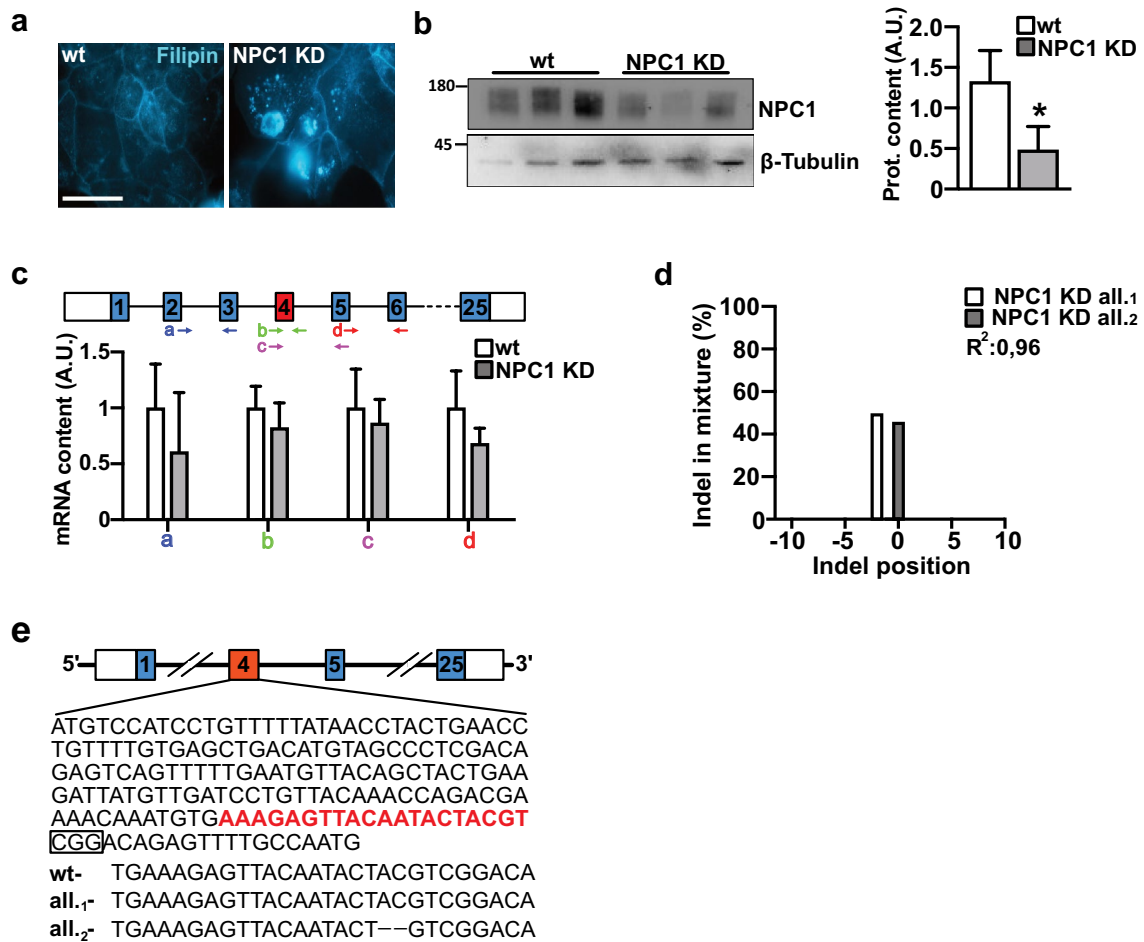 a
wt
Filipin
NPC1 KD
b
wt
NPC1 KD
180
NPC1
45
β-Tubulin
Prot. content (A.U.)
2.0
1.5
1.0
0.5
0
*
wt
NPC1 KD
c
1 2 3 4 5 6 25
a b d
c
mRNA content (A.U.)
1.5
1
0.5
0
wt
NPC1 KD
a b c d
d
Indel in mixture (%)
100
80
60
40
20
0
-10 -5 0 5 10
Indel position
NPC1 KD all.1
NPC1 KD all.2
R²:0,96
e
5' 1 4 5 25 3'
ATGTCCATCCTGTTTTTATAACCTACTGAACC
TGTTTTGTGAGCTGACATGTAGCCCTCGACA
GAGTCAGTTTTTGAATGTTACAGCTACTGAA
GATTATGTTGATCCTGTTACAAACCAGACGA
AAACAAATGTGAAAGAGTTACAATACTACGT
CGGACAGAGTTTTGCCAATG
wt- TGAAAGAGTTACAATACTACGTCGGACA
all.1- TGAAAGAGTTACAATACTACGTCGGACA
all.2- TGAAAGAGTTACAATACT−−GTCGGACA